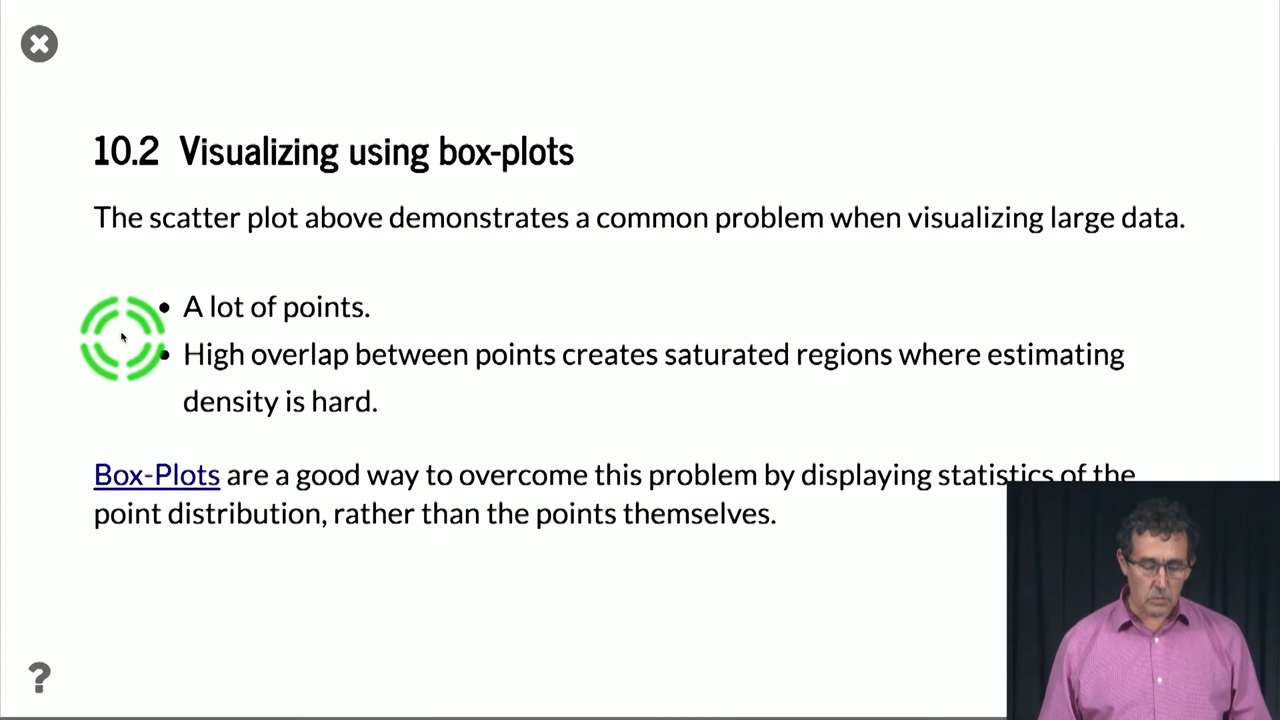 10.2 Visualizing using box-plots
The scatter plot above demonstrates a common problem when visualizing large data.
• A lot of points.
• High overlap between points creates saturated regions where estimating
density is hard.
Box-Plots are a good way to overcome this problem by displaying statistics of the
point distribution, rather than the points themselves.
?